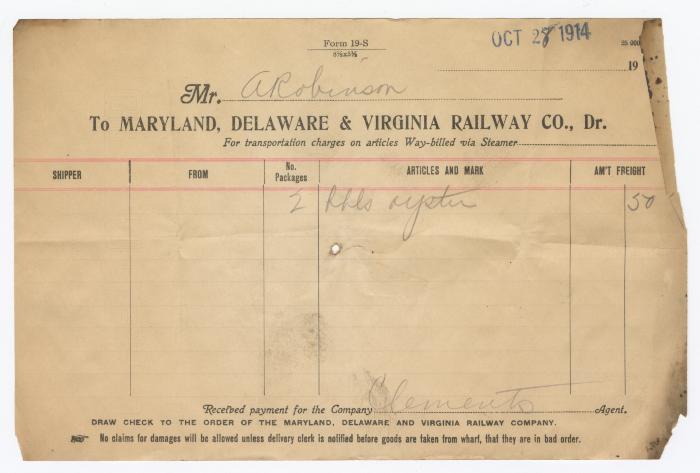 Form 19-S
8½x5½
OCT 28 1914
25 000
19
Mr. A Robinson
To MARYLAND, DELAWARE & VIRGINIA RAILWAY CO., Dr.
For transportation charges on articles Way-billed via Steamer
SHIPPER FROM No. Packages ARTICLES AND MARK AM'T FREIGHT
2 bbls oyster 50
Received payment for the Company Clements Agent.
DRAW CHECK TO THE ORDER OF THE MARYLAND, DELAWARE AND VIRGINIA RAILWAY COMPANY.
No claims for damages will be allowed unless delivery clerk is notified before goods are taken from wharf, that they are in bad order.